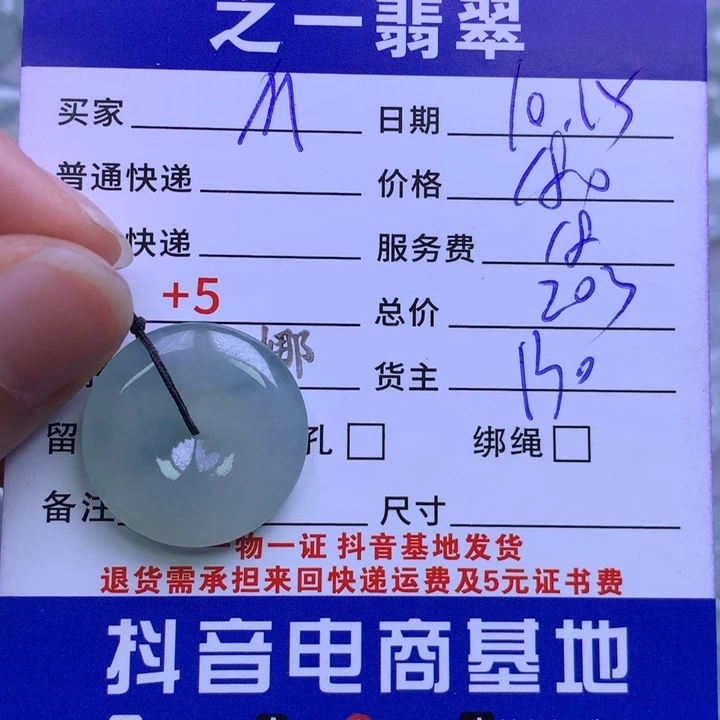 之一翡翠
买家 M 日期 10.15
普通快递 价格 180
快递 服务费 18
+5 总价 203
娜 货主
留 孔 绑绳
备注 尺寸
一物一证 抖音基地发货
退货需承担来回快递运费及5元证书费
抖音电商基地